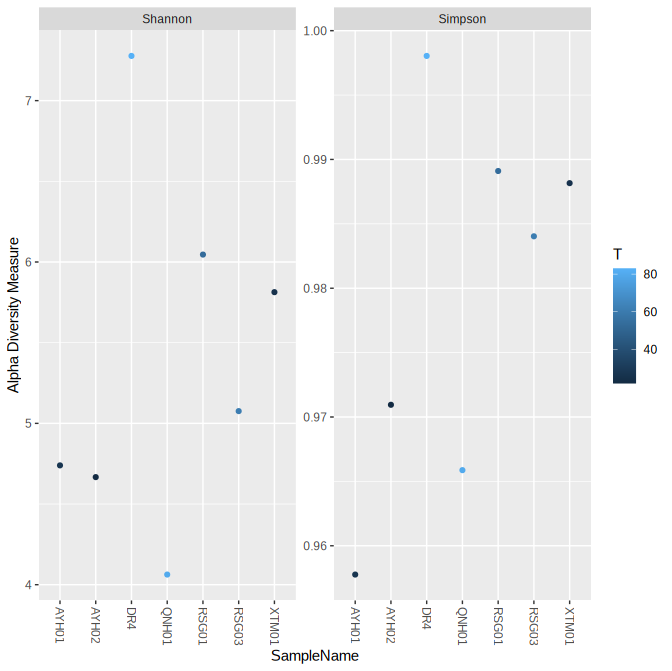 Shannon
Simpson
Alpha Diversity Measure
7
6
5
4
1.00
0.99
0.98
0.97
0.96
AYH01
AYH02
DR4
QNH01
RSG01
RSG03
XTM01
AYH01
AYH02
DR4
QNH01
RSG01
RSG03
XTM01
SampleName
T
80
60
40